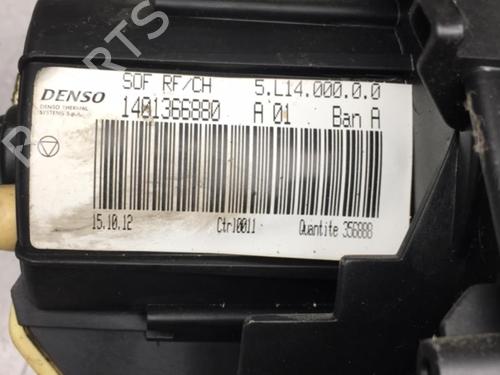 SOF RF/CH 5.L14.000.0.0
DENSO 1401366880 A 01 Ban A
DENSO THERMAL
SYSTEMS S.p.A.
15.10.12 Ctrl0011 Quantite 356888
PARTS